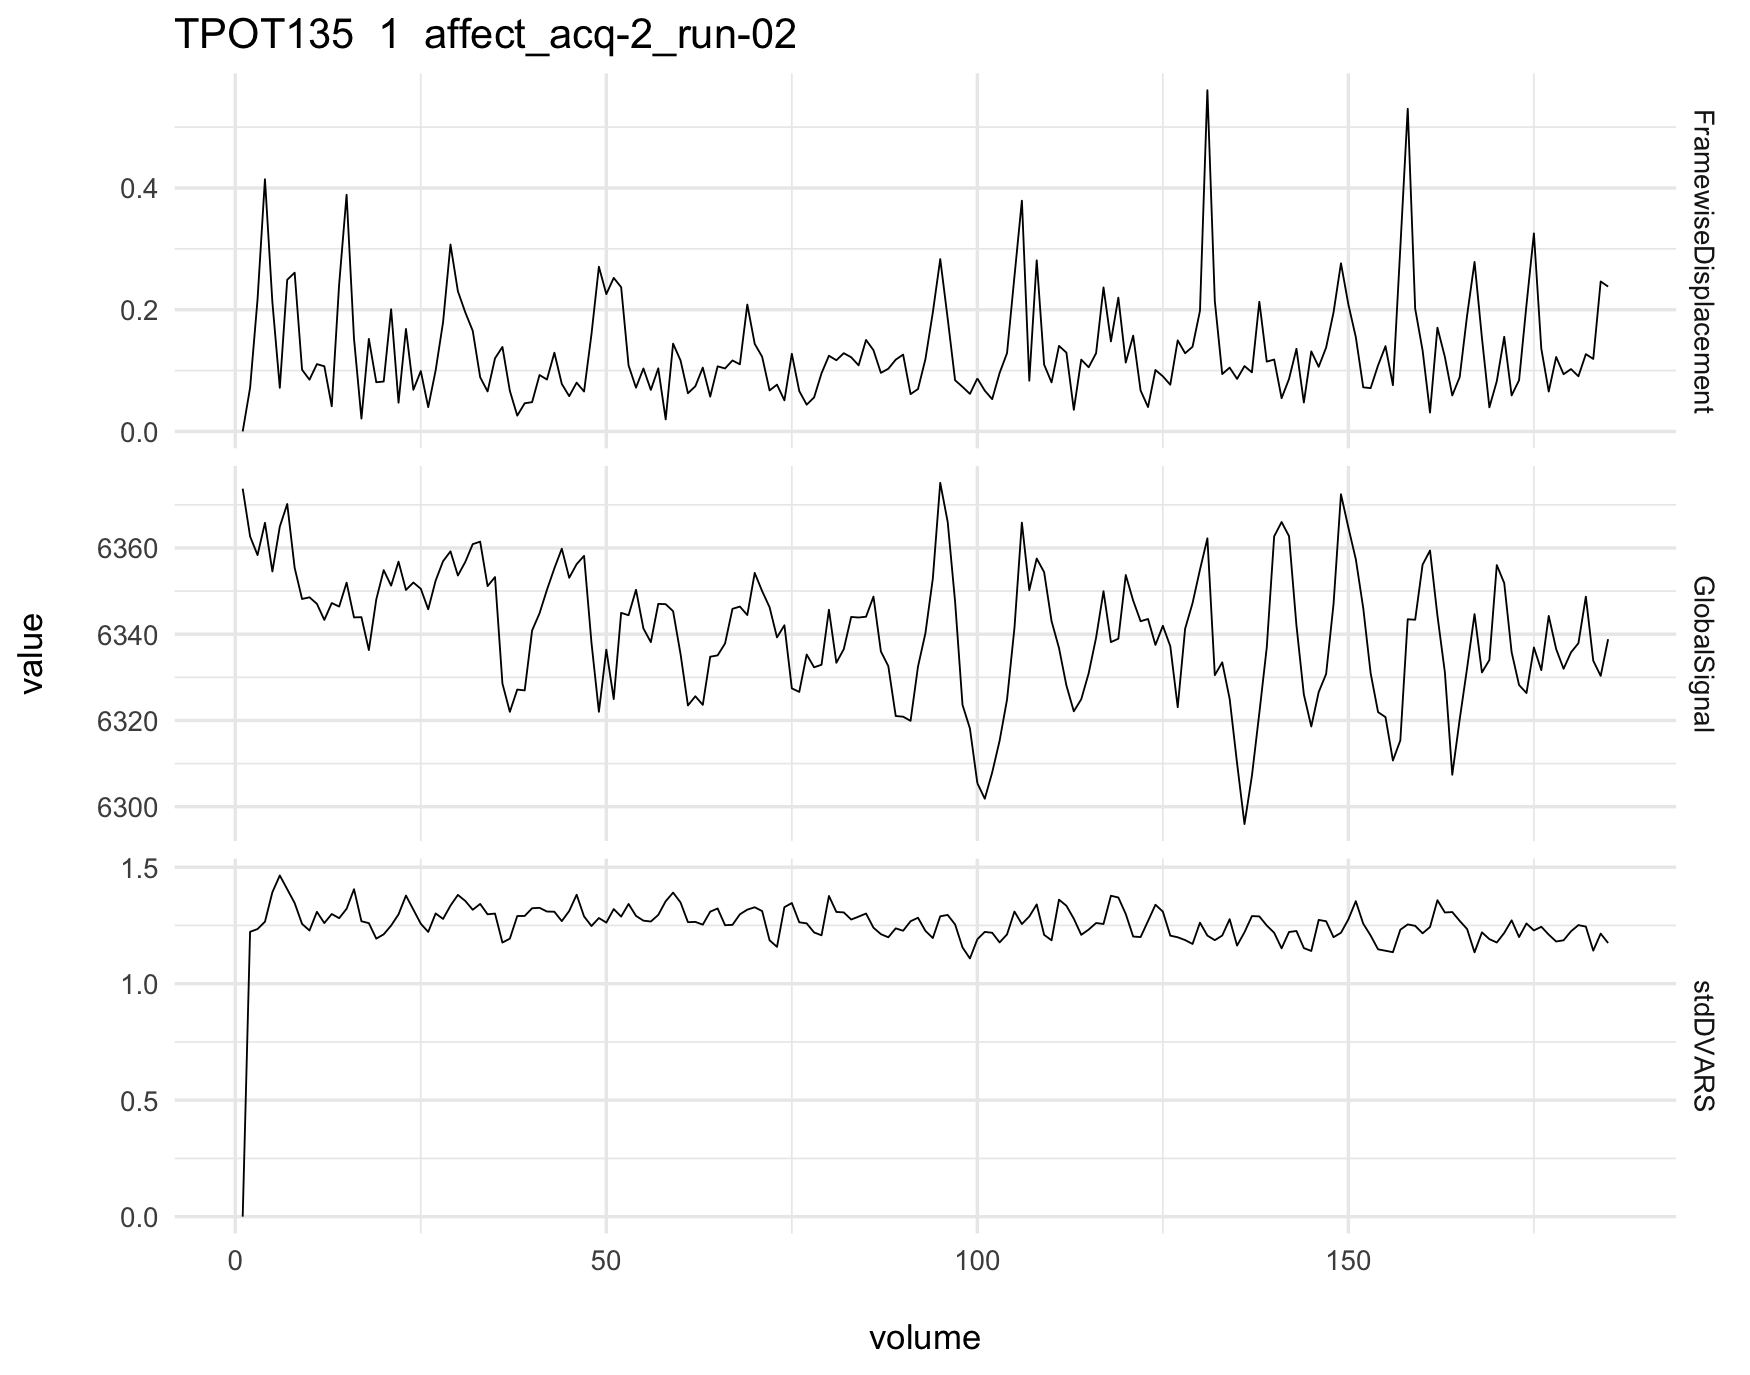 TPOT135 1 affect_acq-2_run-02
value
0.4
0.2
0.0
FramewiseDisplacement
6360
6340
6320
6300
GlobalSignal
1.5
1.0
0.5
0.0
stdDVARS
0 50 100 150
volume